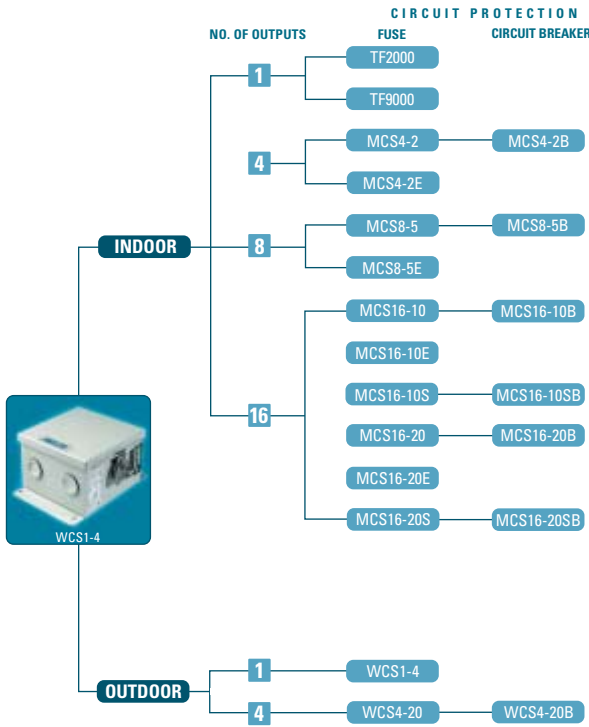 CIRCUIT PROTECTION
NO. OF OUTPUTS FUSE CIRCUIT BREAKER
1 TF2000
TF9000
4 MCS4-2 MCS4-2B
MCS4-2E
INDOOR 8 MCS8-5 MCS8-5B
MCS8-5E
MCS16-10 MCS16-10B
MCS16-10E
16 MCS16-10S MCS16-10SB
MCS16-20 MCS16-20B
MCS16-20E
MCS16-20S MCS16-20SB
WCS1-4
OUTDOOR 1 WCS1-4
4 WCS4-20 WCS4-20B